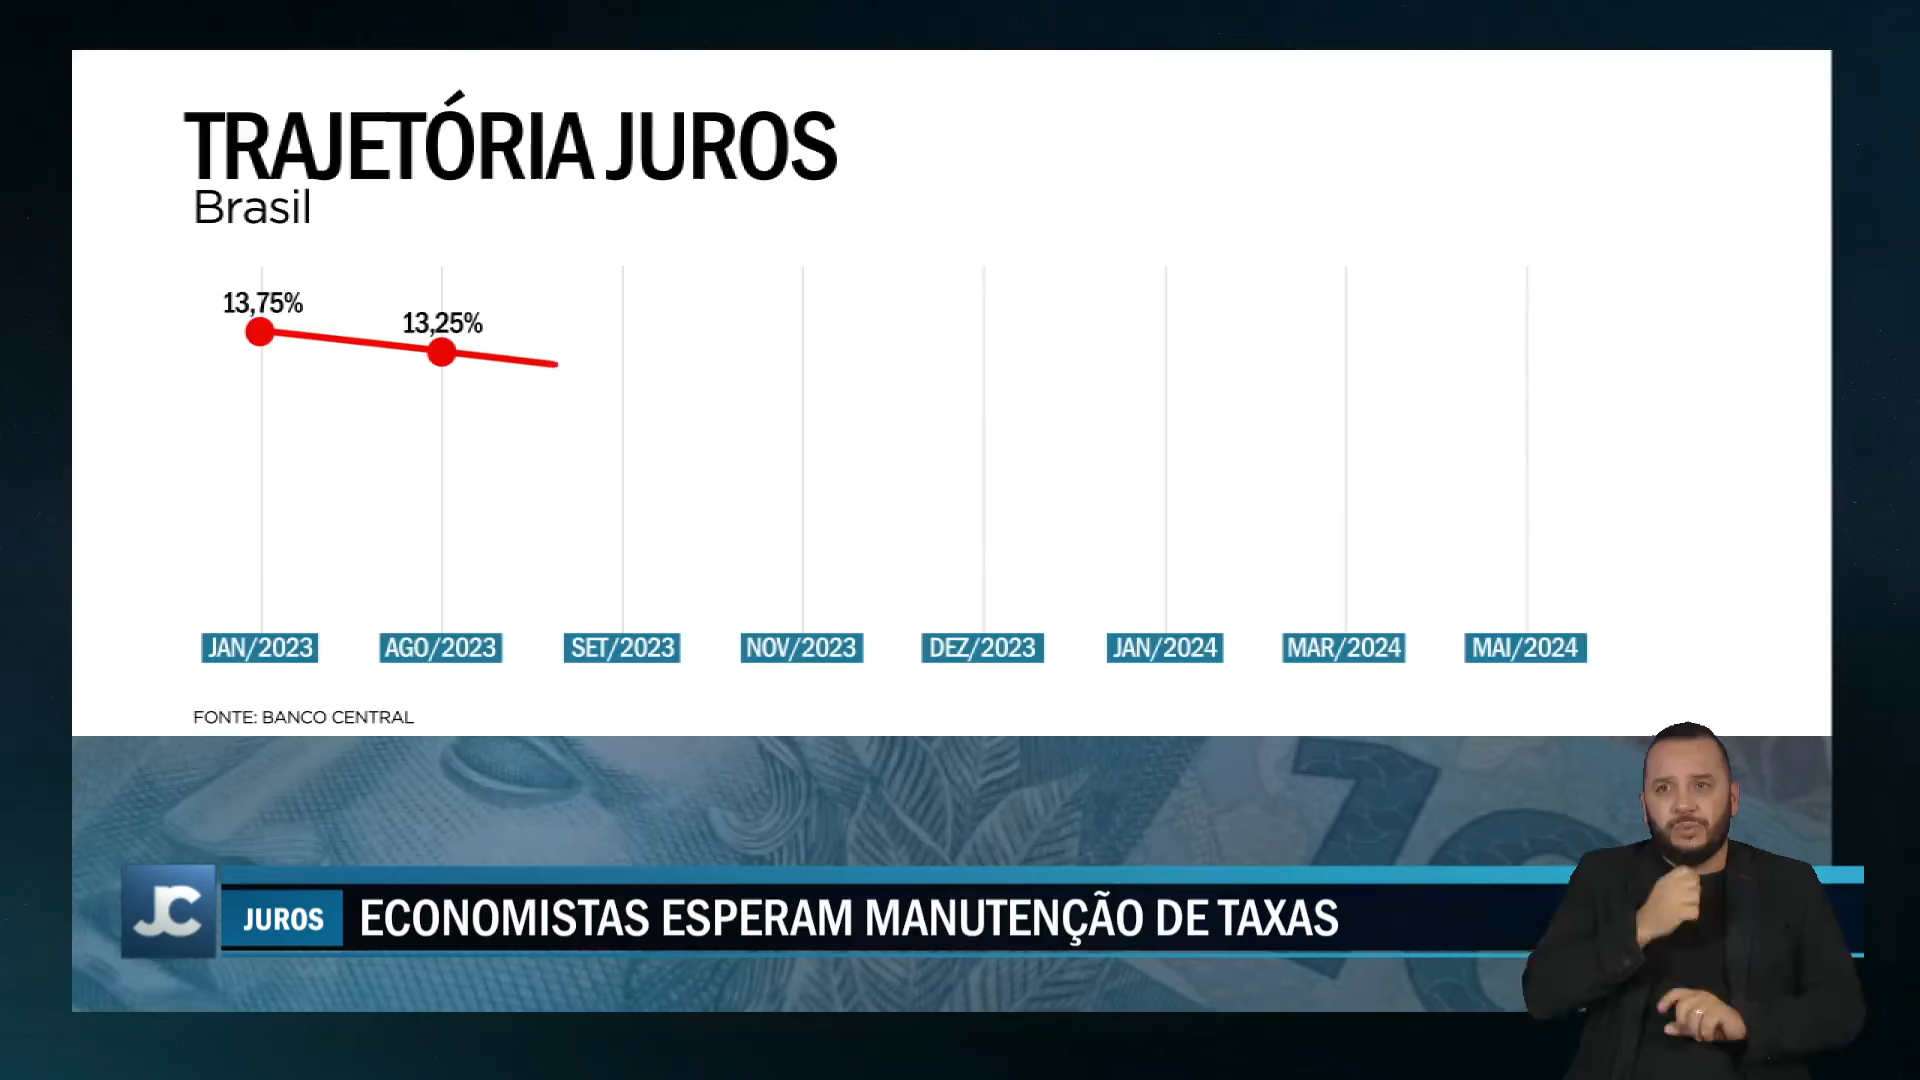 TRAJETÓRIA JUROS
Brasil
13,75%
13,25%
JAN/2023
AGO/2023
SET/2023
NOV/2023
DEZ/2023
JAN/2024
MAR/2024
MAI/2024
FONTE: BANCO CENTRAL
10
JC
JUROS
ECONOMISTAS ESPERAM MANUTENÇÃO DE TAXAS